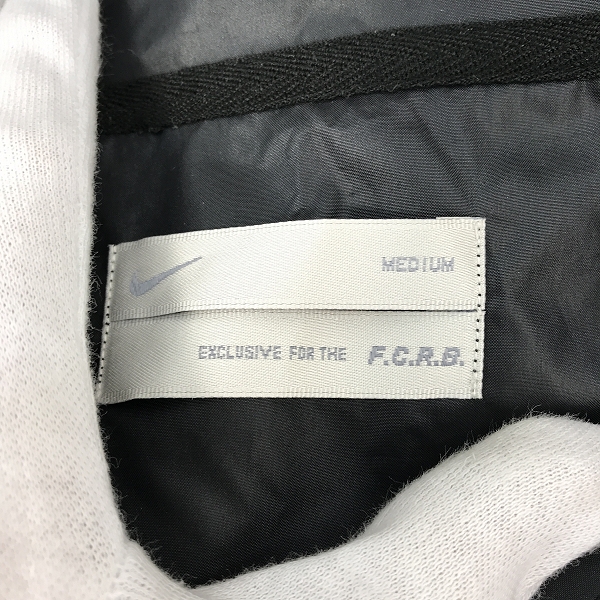 MEDIUM
EXCLUSIVE FOR THE F.C.R.B.